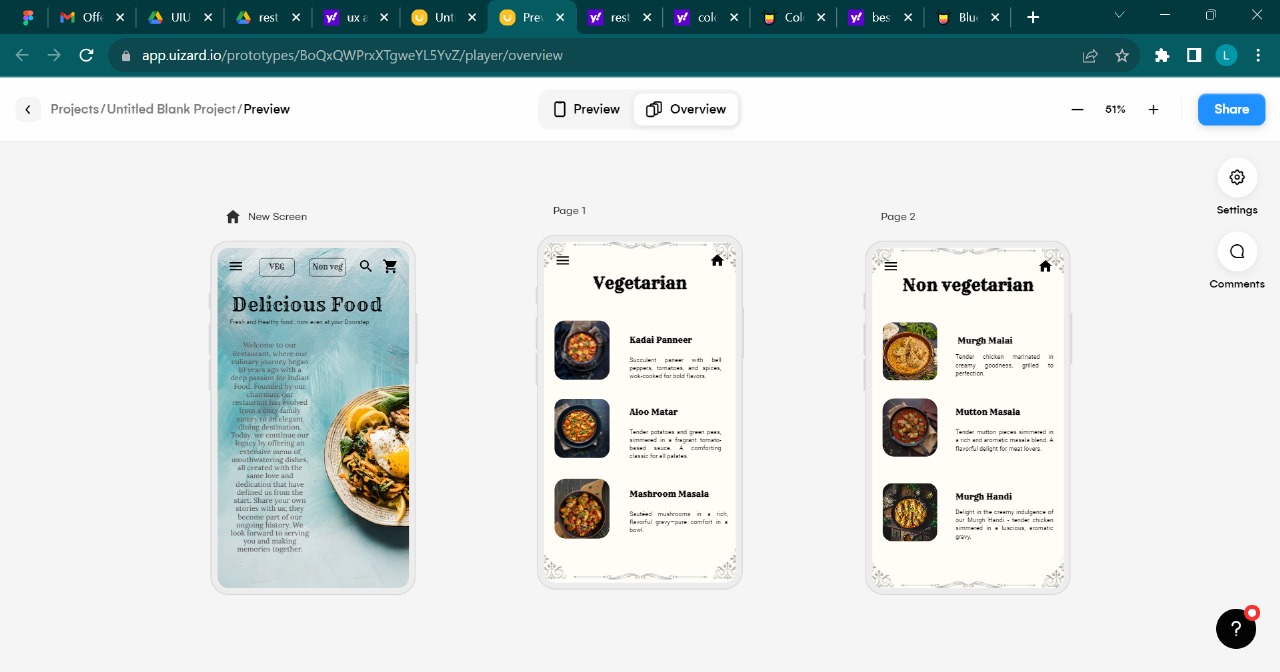 Offe
UIU
rest
ux a
Unt
Prev
rest
colo
Colo
bes
Blue
app.uizard.io/prototypes/BoQxQWPrxXTgweYL5YvZ/player/overview
L
Projects/Untitled Blank Project/Preview
Preview
Overview
51%
Share
Settings
Comments
New Screen
VEG
Non veg
Delicious Food
Fresh and Healthy food ,now even at your Doorstep
Welcome to our
Restaurant, where our
culinary journey began
10 years ago with a
deep passion for Indian
Food. Founded by our
chairman, our
restaurant has evolved
from a cozy family
eatery to an elegant
dining destination.
Today, we continue our
legacy by offering an
extensive menu of
mouthwatering dishes,
all created with the
same love and
dedication that have
defined us from the
start. Share your own
stories with us, they
become part of our
ongoing history. We
look forward to serving
you and making
memories together.
Page 1
Vegetarian
Kadai Panneer
Succulent paneer with bell
peppers, tomatoes, and spices,
wok-cooked for bold flavors.
Aloo Matar
Tender potatoes and green peas,
simmered in a fragrant tomato-
based sauce. A comforting
classic for all palates.
Mashroom Masala
Sautéed mushrooms in a rich,
flavorful gravy—pure comfort in a
bowl.
Page 2
Non vegetarian
Murgh Malai
Tender chicken marinated in
creamy goodness, grilled to
perfection.
Mutton Masala
Tender mutton pieces simmered in
a rich and aromatic masala blend. A
flavorful delight for meat lovers.
Murgh Handi
Delight in the creamy indulgence of
our Murgh Handi - tender chicken
simmered in a luscious, aromatic
gravy.
?